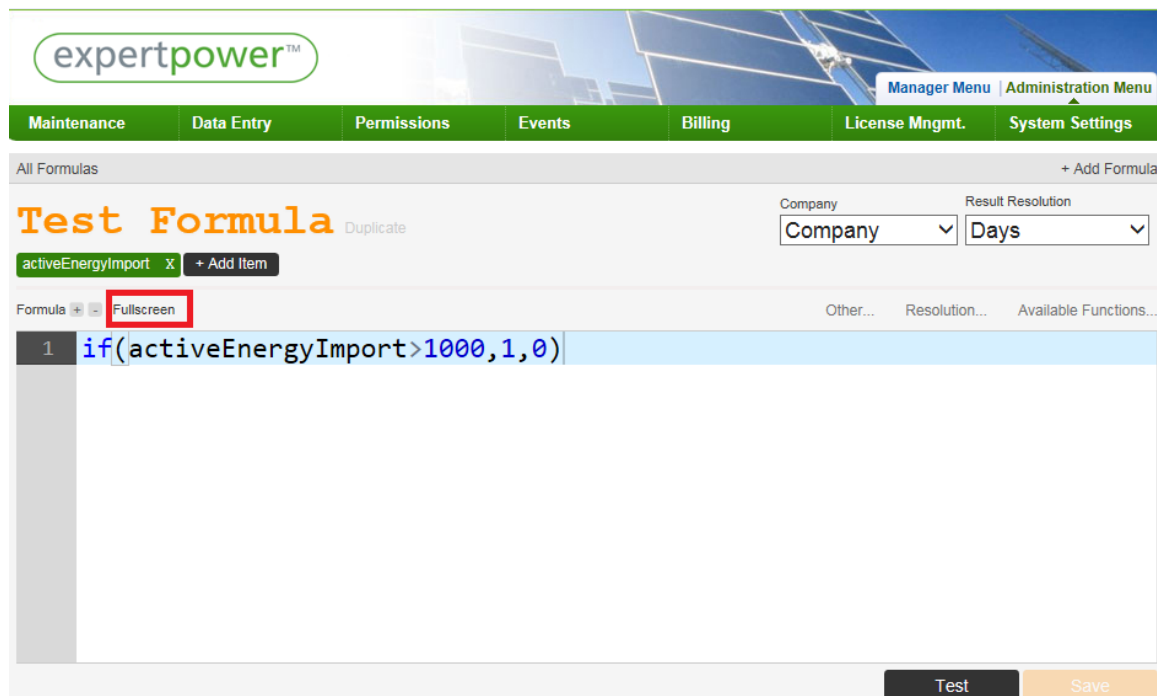 expertpower™
Manager Menu | Administration Menu
Maintenance Data Entry Permissions Events Billing License Mngmt. System Settings
All Formulas + Add Formula
Test Formula Duplicate
Company Result Resolution
Company Days
activeEnergyImport X + Add Item
Formula + - Fullscreen Other... Resolution... Available Functions...
1 if(activeEnergyImport>1000,1,0)
Test Save